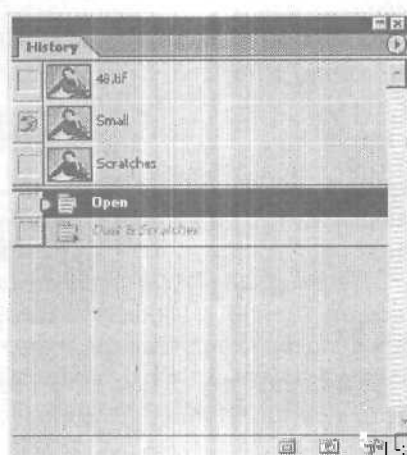 History
48.tif
Small
Scratches
Open
Dust & Scratches